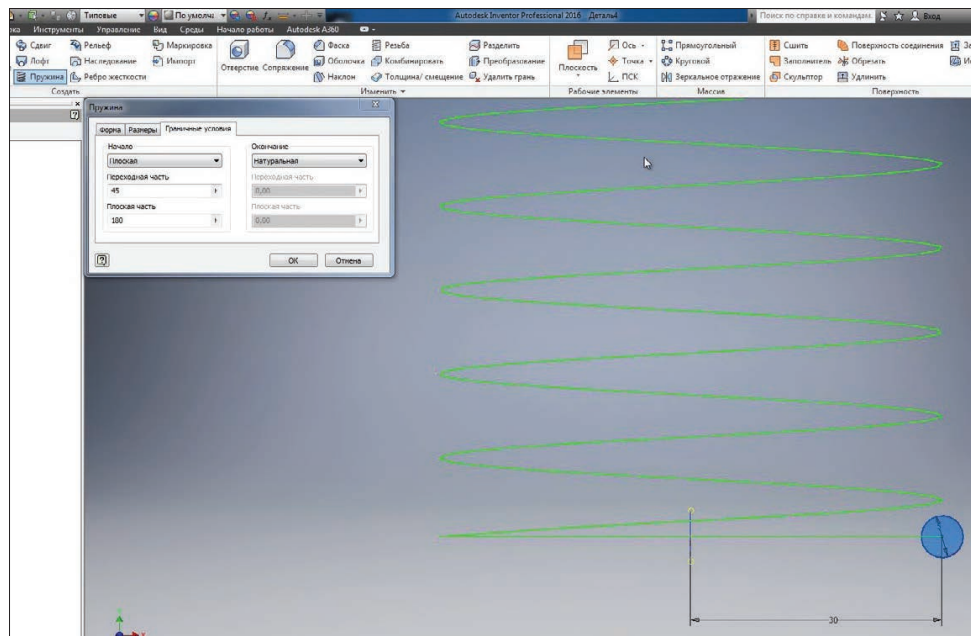 Типовые По умолча Autodesk Inventor Professional 2016 Деталь4 Поиск по справке и командам. Вход
Инструменты Управление Вид Среды Начало работы Autodesk A360
Сдвиг Рельеф Маркировка Фаска Резьба Разделить Ось Прямоугольный Сшить Поверхность соединения
Лофт Наследование Импорт Отверстие Сопряжение Оболочка Комбинировать Преобразование Плоскость Точка Круговой Заполнитель Обрезать
Пружина Ребро жесткости Наклон Толщина/ смещение Удалить грань ПСК Зеркальное отражение Скульптор Удлинить
Создать Изменить Рабочие элементы Массив Поверхность
Пружина
Форма Размеры Граничные условия
Начало Окончание
Плоская Натуральная
Переходная часть Переходная часть
45 0,00
Плоская часть Плоская часть
180 0,00
OK Отмена
30
X